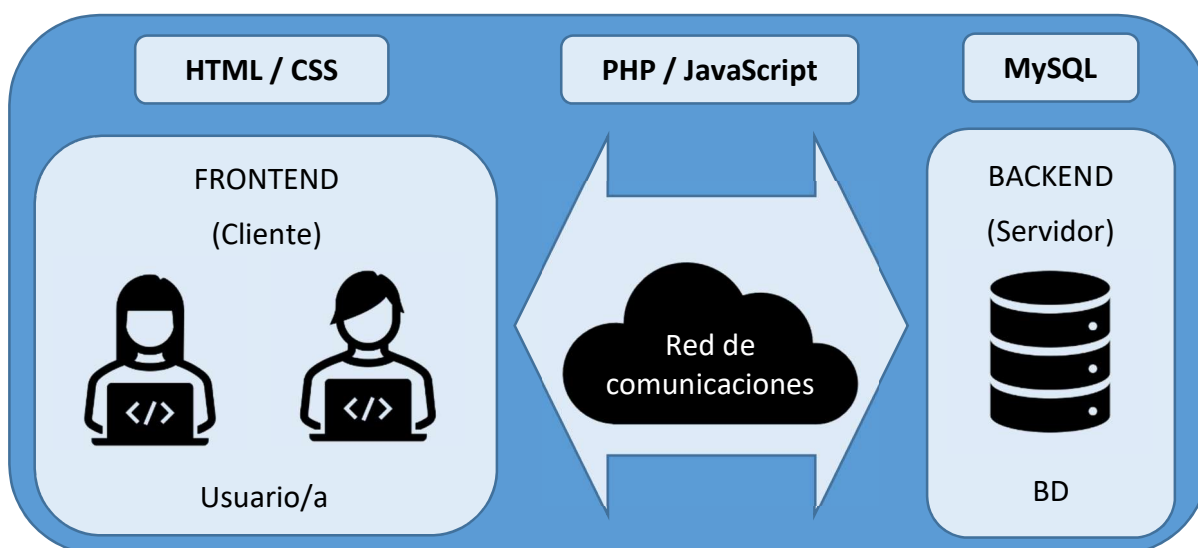 HTML / CSS
PHP / JavaScript
MySQL
FRONTEND
(Cliente)
</>
</>
Usuario/a
Red de
comunicaciones
BACKEND
(Servidor)
BD